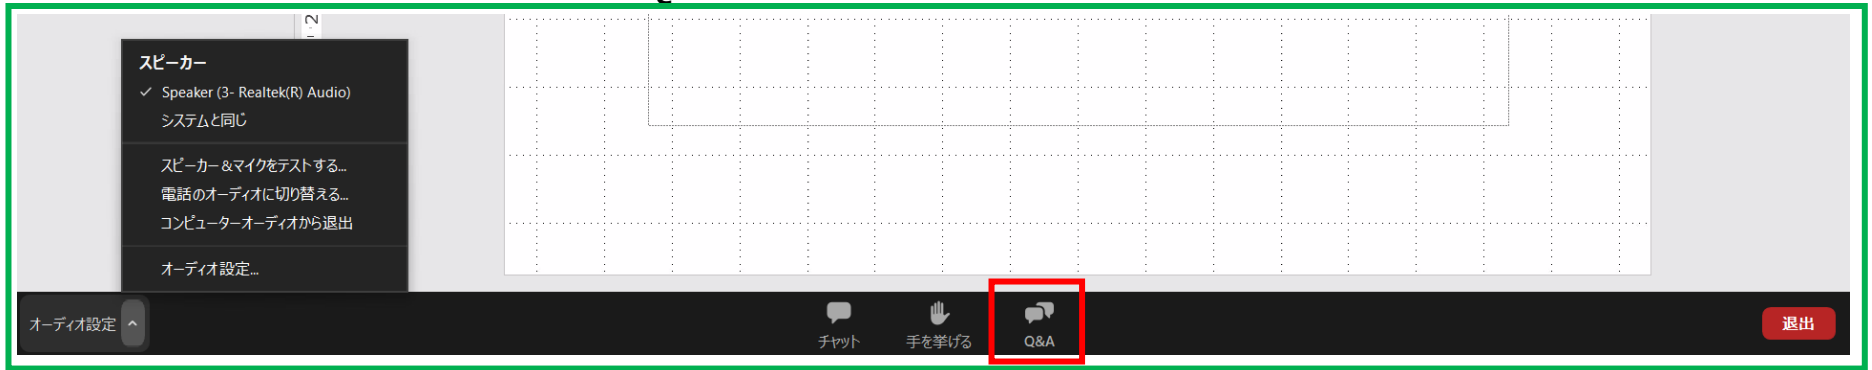 スピーカー
Speaker (3- Realtek(R) Audio)
システムと同じ
スピーカー&マイクをテストする...
電話のオーディオに切り替える...
コンピューターオーディオから退出
オーディオ設定...
オーディオ設定
チャット
手を挙げる
Q&A
退出